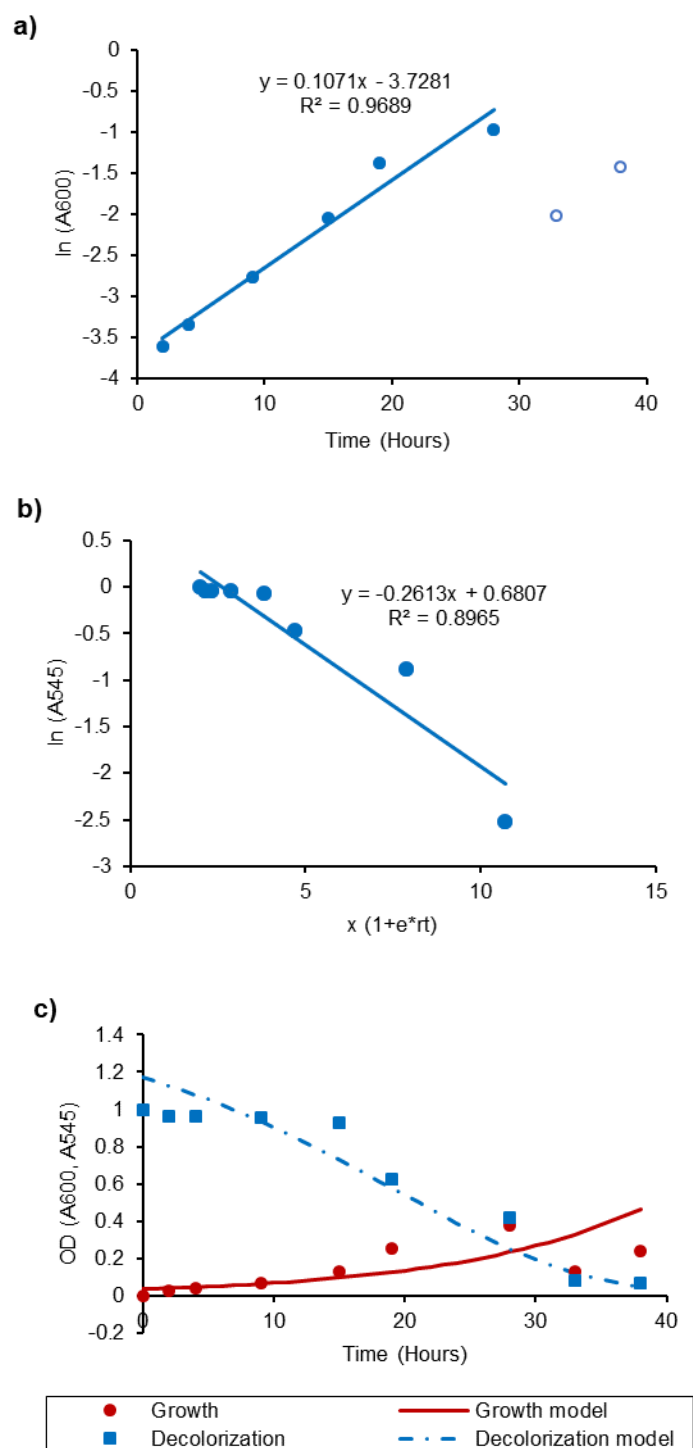 a)
y = 0.1071x - 3.7281
R² = 0.9689
0
-0.5
-1
-1.5
-2
-2.5
-3
-3.5
-4
ln (A600)
0 10 20 30 40
Time (Hours)
b)
y = -0.2613x + 0.6807
R² = 0.8965
0.5
0
-0.5
-1
-1.5
-2
-2.5
-3
ln (A545)
0 5 10 15
x (1+e*rt)
c)
1.4
1.2
1
0.8
0.6
0.4
0.2
0
-0.2
OD (A600, A545)
0 10 20 30 40
Time (Hours)
Growth Growth model
Decolorization Decolorization model